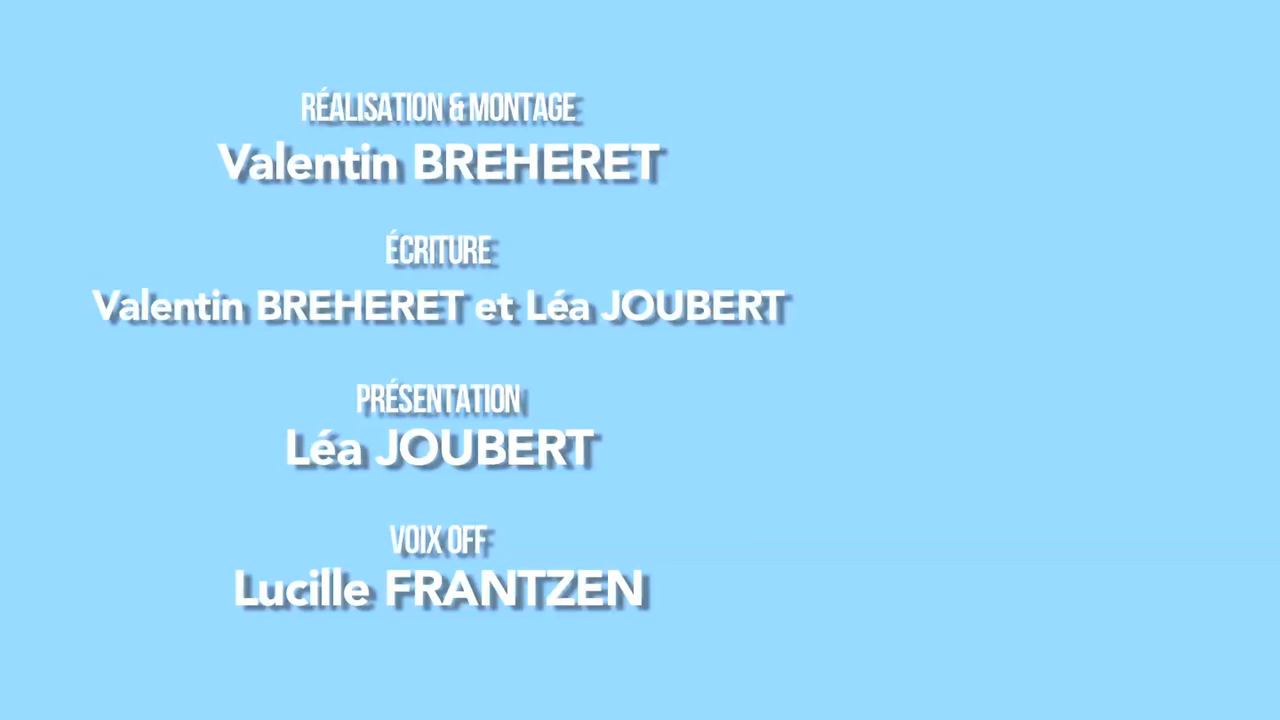 RÉALISATION & MONTAGE
Valentin BREHERET
ÉCRITURE
Valentin BREHERET et Léa JOUBERT
PRÉSENTATION
Léa JOUBERT
VOIX OFF
Lucille FRANTZEN